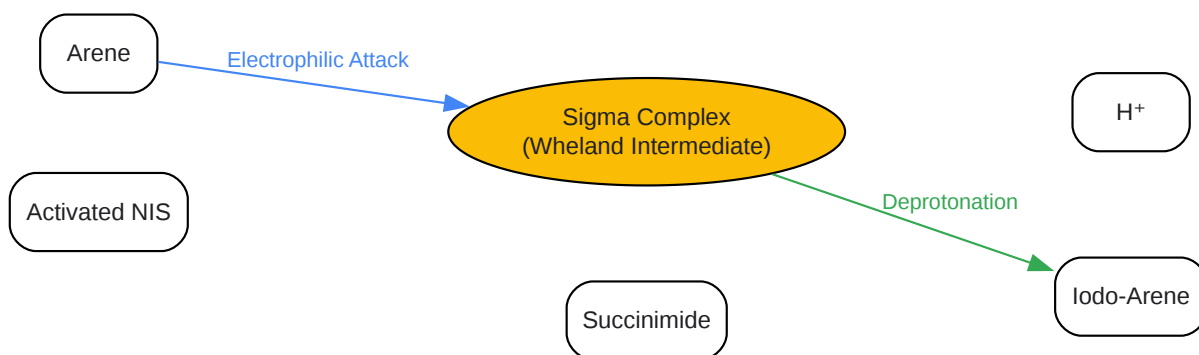 Arene
Electrophilic Attack
Sigma Complex
(Wheland Intermediate)
H⁺
Activated NIS
Deprotonation
Succinimide
Iodo-Arene